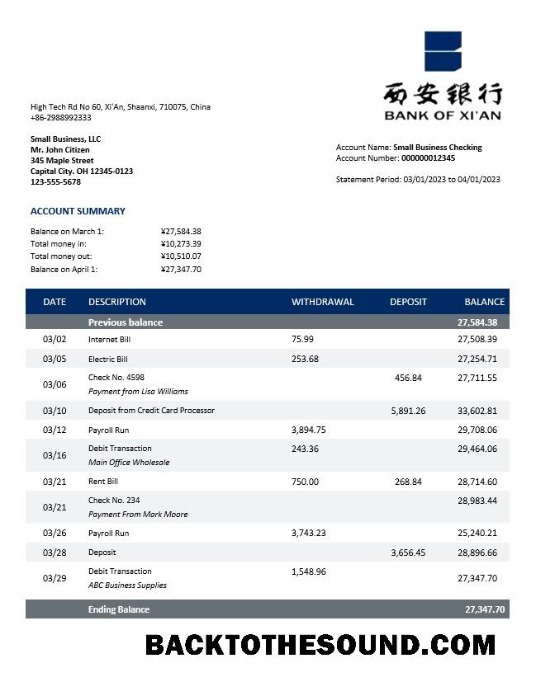 西安银行
BANK OF XI'AN
High Tech Rd No 60, Xi'An, Shaanxi, 710075, China
+86-2988992333
Small Business, LLC
Mr. John Citizen
345 Maple Street
Capital City. OH 12345-0123
123-555-5678
Account Name: Small Business Checking
Account Number: 000000012345
Statement Period: 03/01/2023 to 04/01/2023
ACCOUNT SUMMARY
Balance on March 1: ¥27,584.38
Total money in: ¥10,273.39
Total money out: ¥10,510.07
Balance on April 1: ¥27,347.70
DATE DESCRIPTION WITHDRAWAL DEPOSIT BALANCE
Previous balance 27,584.38
03/02 Internet Bill 75.99 27,508.39
03/05 Electric Bill 253.68 27,254.71
03/06 Check No. 4598 456.84 27,711.55
Payment from Lisa Williams
03/10 Deposit from Credit Card Processor 5,891.26 33,602.81
03/12 Payroll Run 3,894.75 29,708.06
03/16 Debit Transaction 243.36 29,464.06
Main Office Wholesale
03/21 Rent Bill 750.00 268.84 28,714.60
03/21 Check No. 234 28,983.44
Payment From Mark Moore
03/26 Payroll Run 3,743.23 25,240.21
03/28 Deposit 3,656.45 28,896.66
03/29 Debit Transaction 1,548.96 27,347.70
ABC Business Supplies
Ending Balance 27,347.70
BACKTOTHESOUND.COM